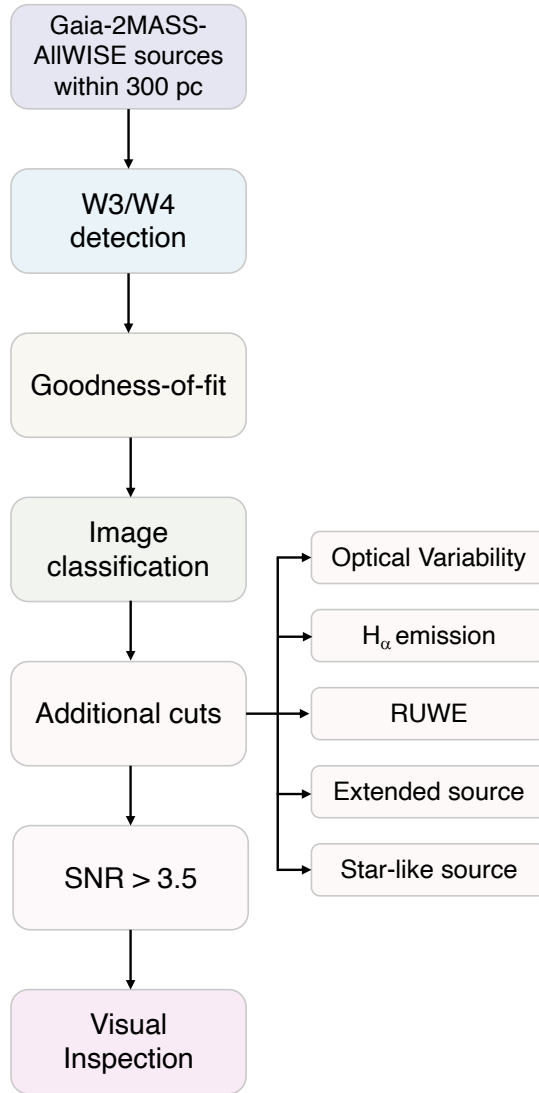 Gaia-2MASS-
AllWISE sources
within 300 pc
W3/W4
detection
Goodness-of-fit
Image
classification
Additional cuts
Optical Variability
Hα emission
RUWE
Extended source
Star-like source
SNR > 3.5
Visual
Inspection